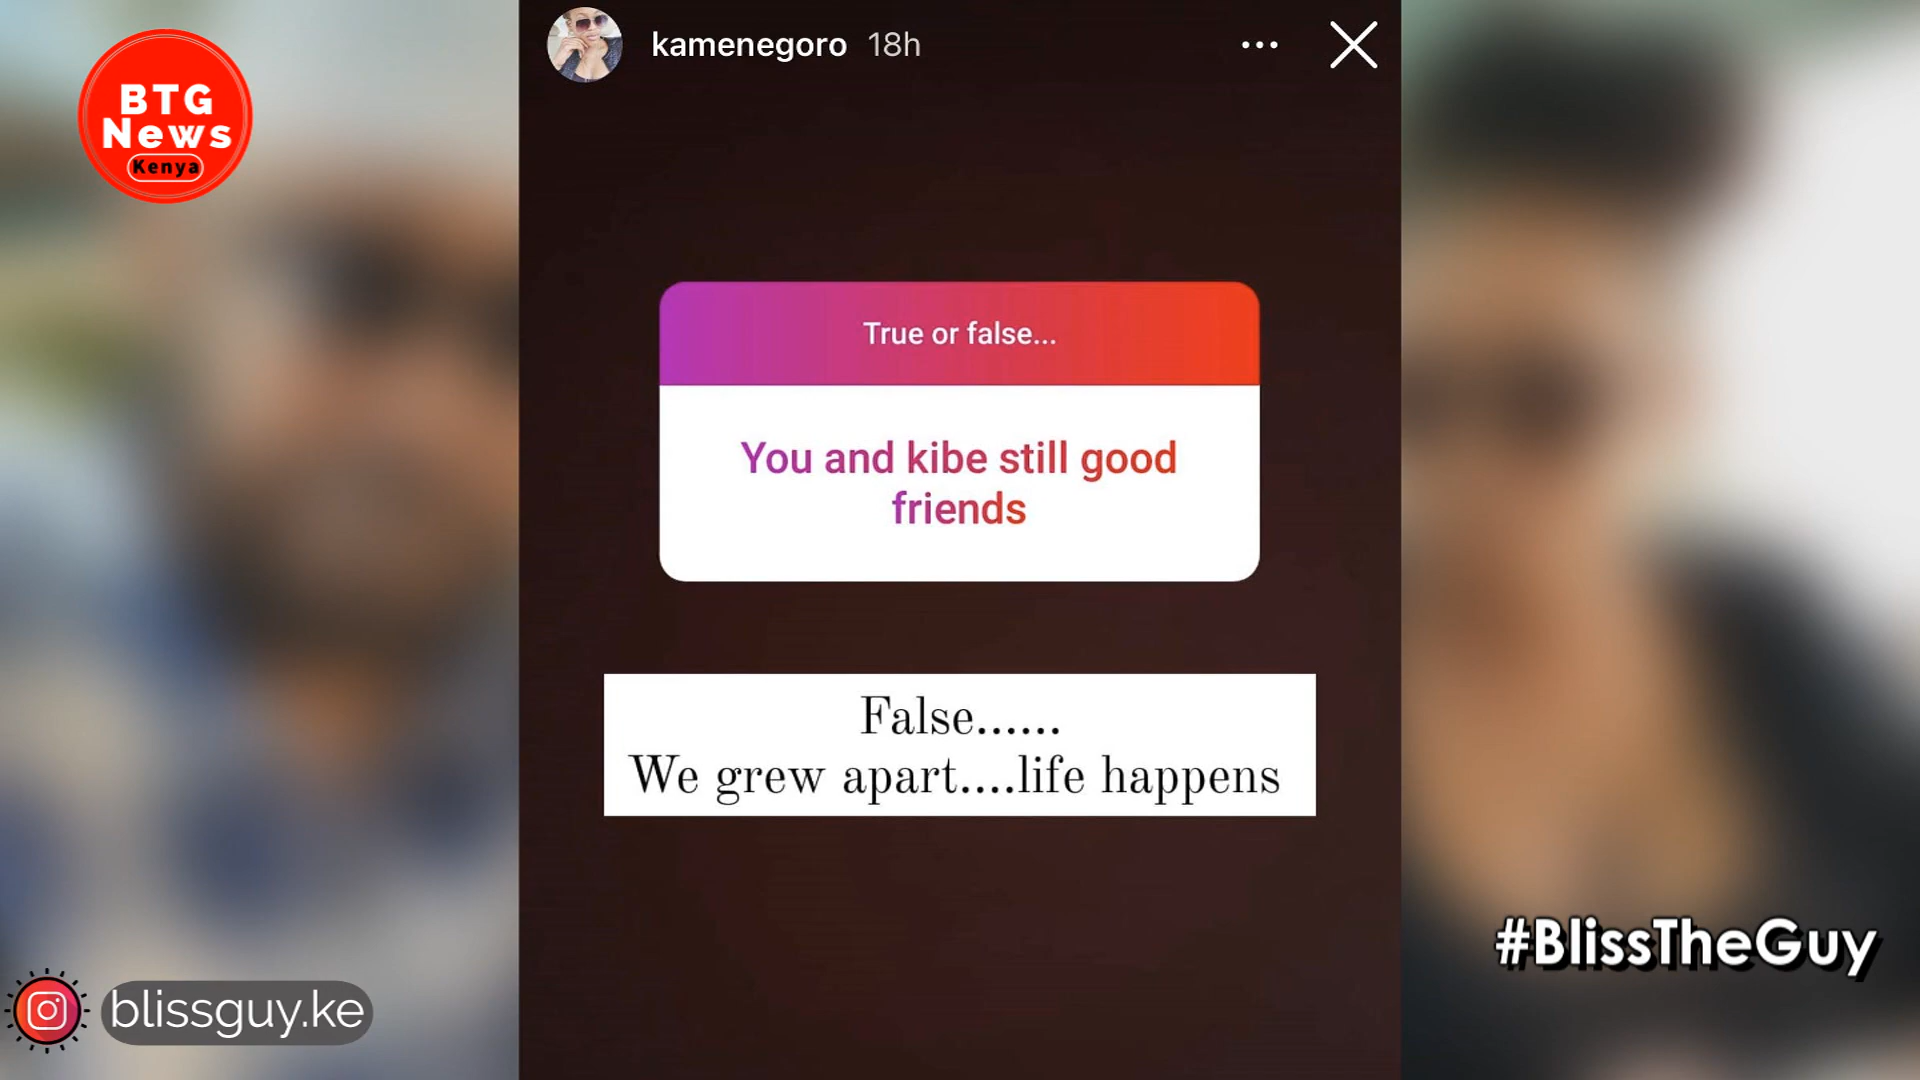 BTG
News
Kenya
kamenegoro 18h
True or false...
You and kibe still good
friends
False......
We grew apart....life happens
#BlissTheGuy
blissguy.ke